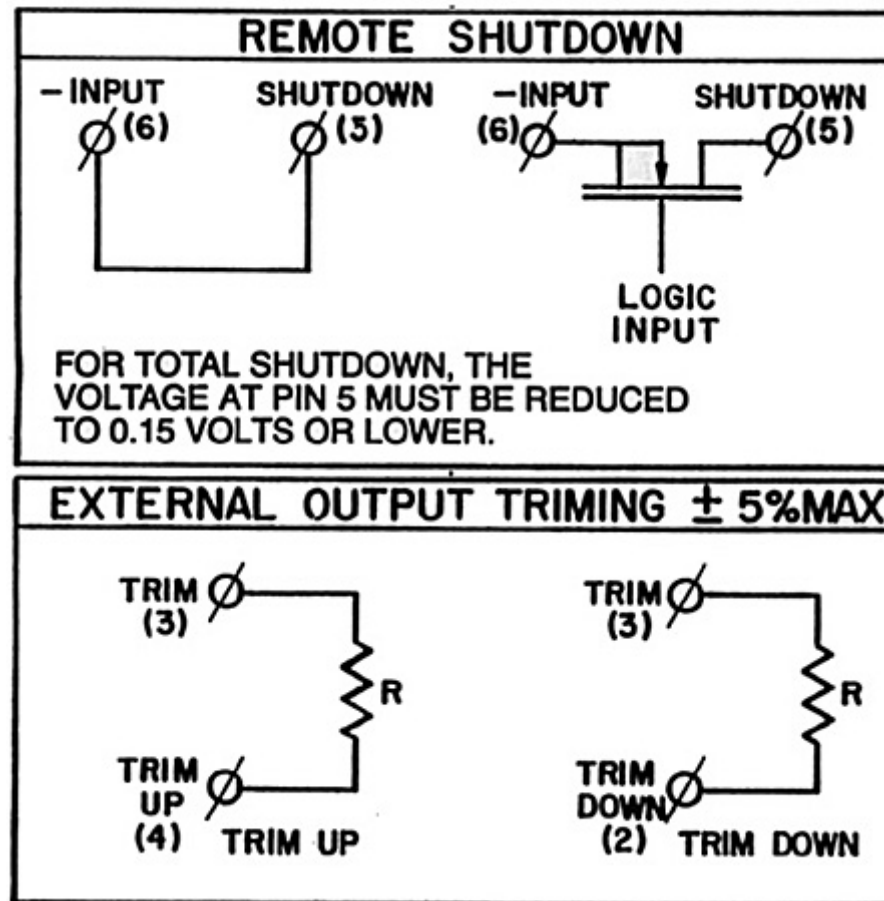 REMOTE SHUTDOWN
-INPUT
(6)
SHUTDOWN
(3)
-INPUT
(6)
SHUTDOWN
(5)
LOGIC
INPUT
FOR TOTAL SHUTDOWN, THE
VOLTAGE AT PIN 5 MUST BE REDUCED
TO 0.15 VOLTS OR LOWER.
EXTERNAL OUTPUT TRIMING ± 5%MAX
TRIM
(3)
R
TRIM
UP
(4)
TRIM UP
TRIM
(3)
R
TRIM
DOWN
(2)
TRIM DOWN